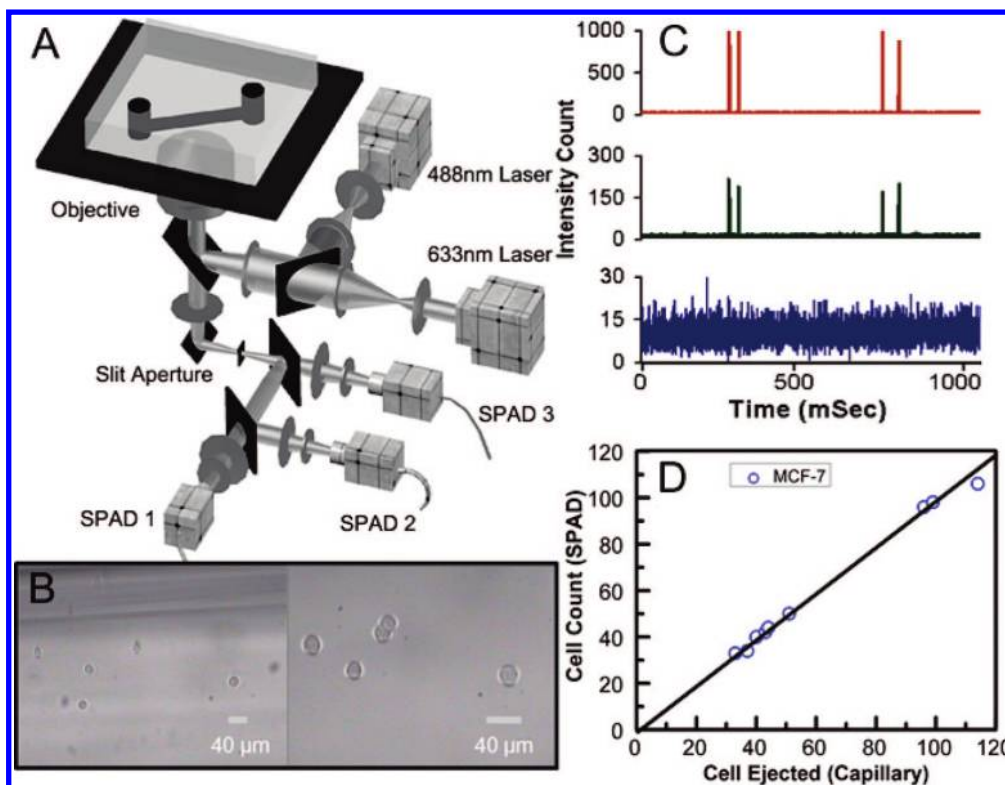 A
Objective
488nm Laser
633nm Laser
Slit Aperture
SPAD 3
SPAD 2
SPAD 1
B
40 µm
40 µm
C
1000
500
0
300
150
0
30
15
0
Intensity Count
0 500 1000
Time (mSec)
D
MCF-7
120
100
80
60
40
20
0
Cell Count (SPAD)
0 20 40 60 80 100 120
Cell Ejected (Capillary)